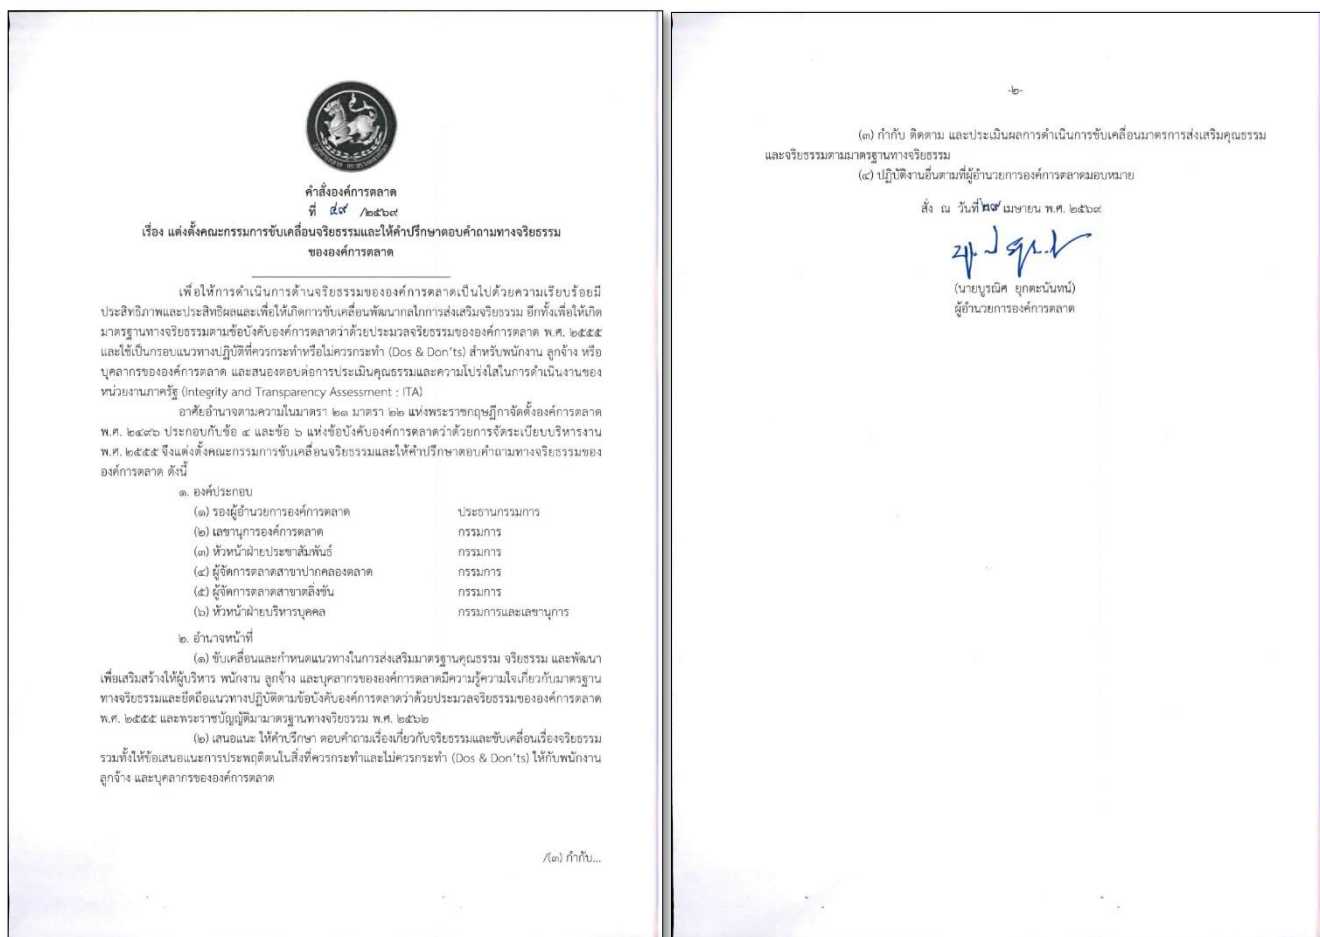 คำสั่งองค์การตลาด
ที่ ๔๙ /๒๕๖๙
เรื่อง แต่งตั้งคณะกรรมการขับเคลื่อนจริยธรรมและให้คำปรึกษาตอบคำถามทางจริยธรรม
ขององค์การตลาด
เพื่อให้การดำเนินการด้านจริยธรรมขององค์การตลาดเป็นไปด้วยความเรียบร้อยมี
ประสิทธิภาพและประสิทธิผลและเพื่อให้เกิดการขับเคลื่อนพัฒนากลไกการส่งเสริมจริยธรรม อีกทั้งเพื่อให้เกิด
มาตรฐานทางจริยธรรมตามข้อบังคับองค์การตลาดว่าด้วยประมวลจริยธรรมขององค์การตลาด พ.ศ. ๒๕๕๕
และใช้เป็นกรอบแนวทางปฏิบัติที่ควรกระทำหรือไม่ควรกระทำ (Dos & Don'ts) สำหรับพนักงาน ลูกจ้าง หรือ
บุคลากรขององค์การตลาด และสนองตอบต่อการประเมินคุณธรรมและความโปร่งใสในการดำเนินงานของ
หน่วยงานภาครัฐ (Integrity and Transparency Assessment : ITA)
อาศัยอำนาจตามความในมาตรา ๒๑ มาตรา ๒๒ แห่งพระราชกฤษฎีกาจัดตั้งองค์การตลาด
พ.ศ. ๒๔๙๖ ประกอบกับข้อ ๔ และข้อ ๖ แห่งข้อบังคับองค์การตลาดว่าด้วยการจัดระเบียบบริหารงาน
พ.ศ. ๒๕๕๕ จึงแต่งตั้งคณะกรรมการขับเคลื่อนจริยธรรมและให้คำปรึกษาตอบคำถามทางจริยธรรมของ
องค์การตลาด ดังนี้
๑. องค์ประกอบ
(๑) รองผู้อำนวยการองค์การตลาด ประธานกรรมการ
(๒) เลขานุการองค์การตลาด กรรมการ
(๓) หัวหน้าฝ่ายประชาสัมพันธ์ กรรมการ
(๔) ผู้จัดการตลาดสาขาปากคลองตลาด กรรมการ
(๕) ผู้จัดการตลาดสาขาตลิ่งชัน กรรมการ
(๖) หัวหน้าฝ่ายบริหารบุคคล กรรมการและเลขานุการ
๒. อำนาจหน้าที่
(๑) ขับเคลื่อนและกำหนดแนวทางในการส่งเสริมมาตรฐานคุณธรรม จริยธรรม และพัฒนา
เพื่อเสริมสร้างให้ผู้บริหาร พนักงาน ลูกจ้าง และบุคลากรขององค์การตลาดมีความรู้ความใจเกี่ยวกับมาตรฐาน
ทางจริยธรรมและยึดถือแนวทางปฏิบัติตามข้อบังคับองค์การตลาดว่าด้วยประมวลจริยธรรมขององค์การตลาด
พ.ศ. ๒๕๕๕ และพระราชบัญญัติมามาตรฐานทางจริยธรรม พ.ศ. ๒๕๖๒
(๒) เสนอแนะ ให้คำปรึกษา ตอบคำถามเรื่องเกี่ยวกับจริยธรรมและขับเคลื่อนเรื่องจริยธรรม
รวมทั้งให้ข้อเสนอแนะการประพฤติตนในสิ่งที่ควรกระทำและไม่ควรกระทำ (Dos & Don'ts) ให้กับพนักงาน
ลูกจ้าง และบุคลากรขององค์การตลาด
/(๓) กำกับ...
-๒-
(๓) กำกับ ติดตาม และประเมินผลการดำเนินการขับเคลื่อนมาตรการส่งเสริมคุณธรรม
และจริยธรรมตามมาตรฐานทางจริยธรรม
(๔) ปฏิบัติงานอื่นตามที่ผู้อำนวยการองค์การตลาดมอบหมาย
สั่ง ณ วันที่ ๒๙ เมษายน พ.ศ. ๒๕๖๙
(นายบูรณิศ ยุกตะนันทน์)
ผู้อำนวยการองค์การตลาด